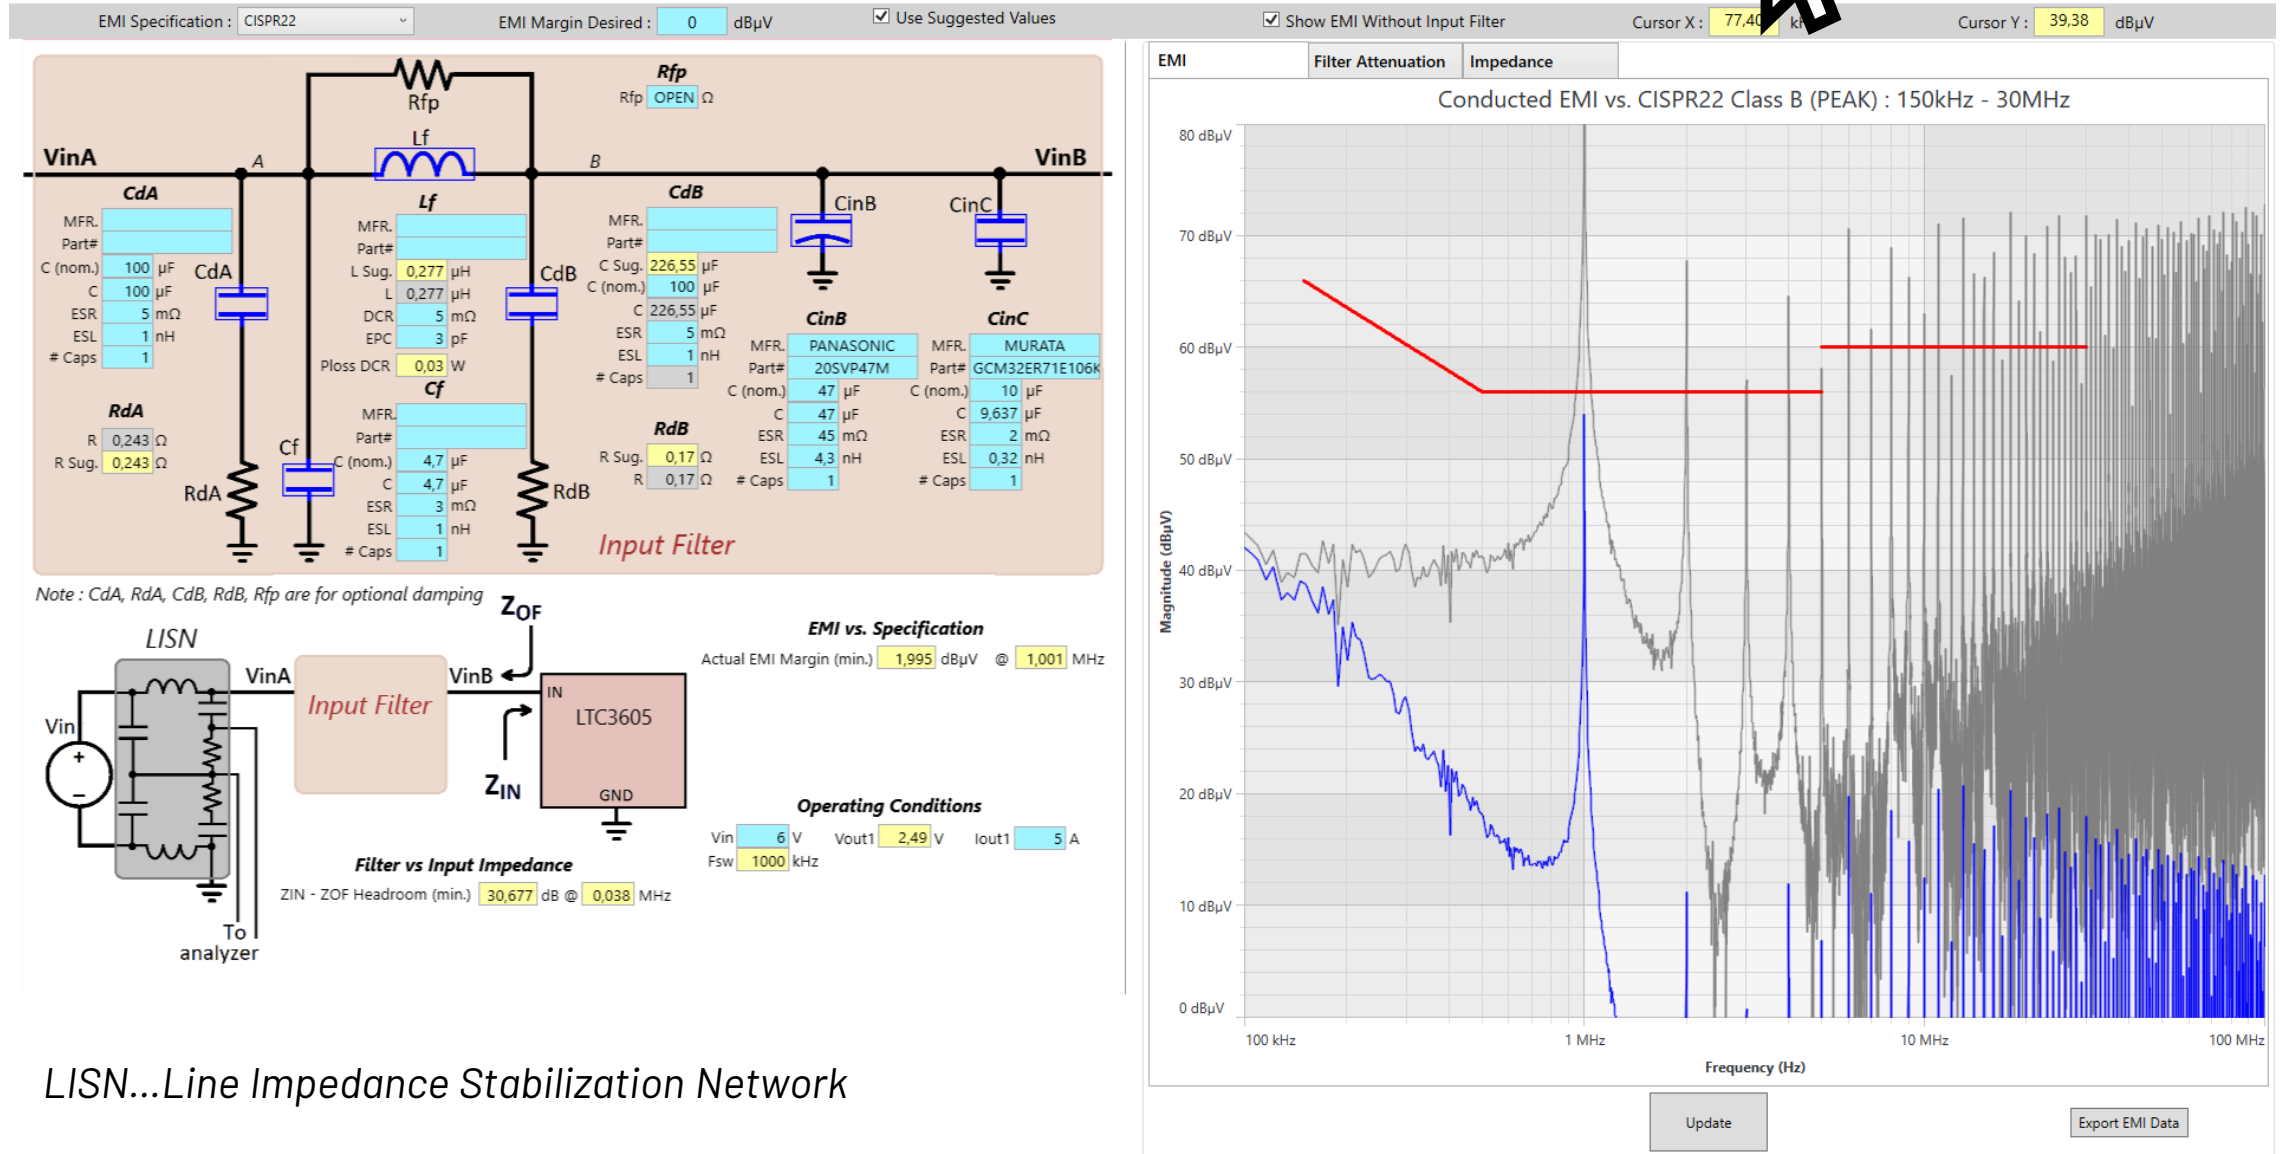 EMI Specification : CISPR22
EMI Margin Desired : 0 dBµV
Use Suggested Values
Show EMI Without Input Filter
Cursor X : 77,40
Cursor Y : 39,38 dBµV
Rfp
Rfp
Rfp OPEN Ω
Lf
VinA
A
B
VinB
CdA
MFR.
Part#
C (nom.) 100 µF
C 100 µF
ESR 5 mΩ
ESL 1 nH
# Caps 1
CdA
RdA
R 0,243 Ω
R Sug. 0,243 Ω
RdA
Cf
Lf
MFR.
Part#
L Sug. 0,277 µH
L 0,277 µH
DCR 5 mΩ
EPC 3 pF
Ploss DCR 0,03 W
Cf
MFR.
Part#
C (nom.) 4,7 µF
C 4,7 µF
ESR 3 mΩ
ESL 1 nH
# Caps 1
CdB
RdB
CdB
MFR.
Part#
C Sug. 226,55 µF
C (nom.) 100 µF
C 226,55 µF
ESR 5 mΩ
ESL 1 nH
# Caps 1
RdB
R Sug. 0,17 Ω
R 0,17 Ω
CinB
CinC
CinB
MFR. PANASONIC
Part# 20SVP47M
C (nom.) 47 µF
C 47 µF
ESR 45 mΩ
ESL 4,3 nH
# Caps 1
CinC
MFR. MURATA
Part# GCM32ER71E106K
C (nom.) 10 µF
C 9,637 µF
ESR 2 mΩ
ESL 0,32 nH
# Caps 1
Input Filter
Note : CdA, RdA, CdB, RdB, Rfp are for optional damping
LISN
Vin
VinA
Input Filter
VinB
ZOF
ZIN
IN
LTC3605
GND
To
analyzer
EMI vs. Specification
Actual EMI Margin (min.) 1,995 dBµV @ 1,001 MHz
Operating Conditions
Vin 6 V Vout1 2,49 V Iout1 5 A
Fsw 1000 kHz
Filter vs Input Impedance
ZIN - ZOF Headroom (min.) 30,677 dB @ 0,038 MHz
LISN...Line Impedance Stabilization Network
EMI
Filter Attenuation
Impedance
Conducted EMI vs. CISPR22 Class B (PEAK) : 150kHz - 30MHz
Magnitude (dBµV)
80 dBµV
70 dBµV
60 dBµV
50 dBµV
40 dBµV
30 dBµV
20 dBµV
10 dBµV
0 dBµV
100 kHz
1 MHz
10 MHz
100 MHz
Frequency (Hz)
Update
Export EMI Data